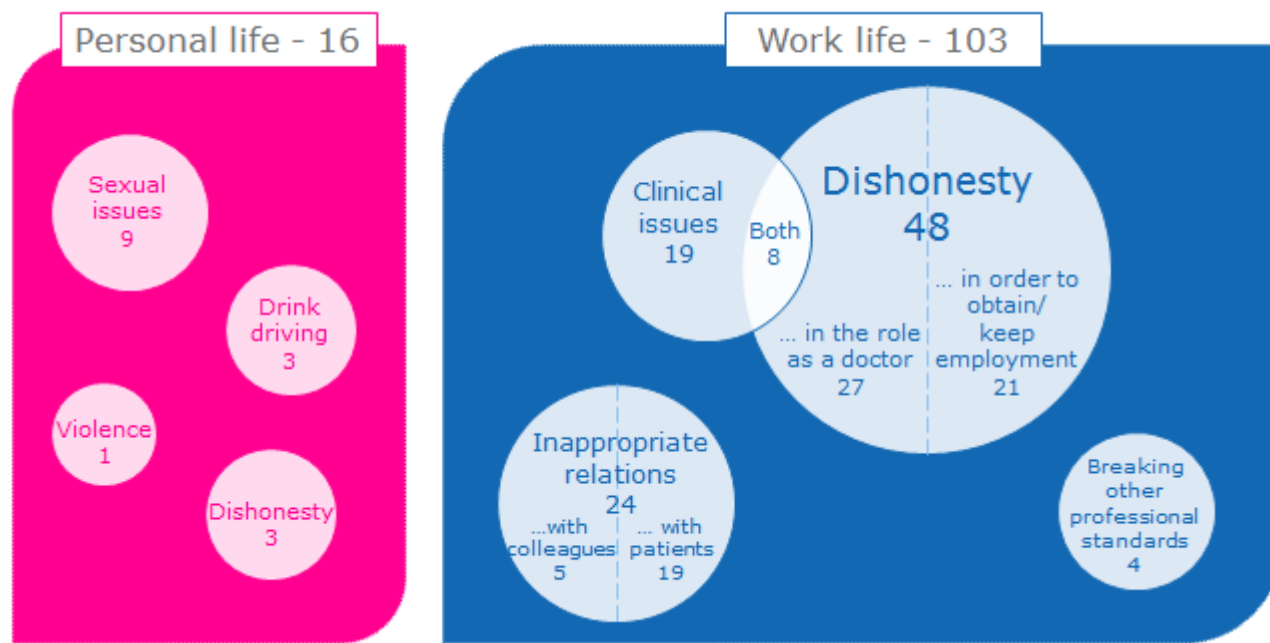 Personal life - 16
Sexual
issues
9
Drink
driving
3
Violence
1
Dishonesty
3
Work life - 103
Clinical
issues
19
Both
8
Dishonesty
48
... in the role
as a doctor
27
... in order to
obtain/
keep
employment
21
Inappropriate
relations
24
...with
colleagues
5
... with
patients
19
Breaking
other
professional
standards
4